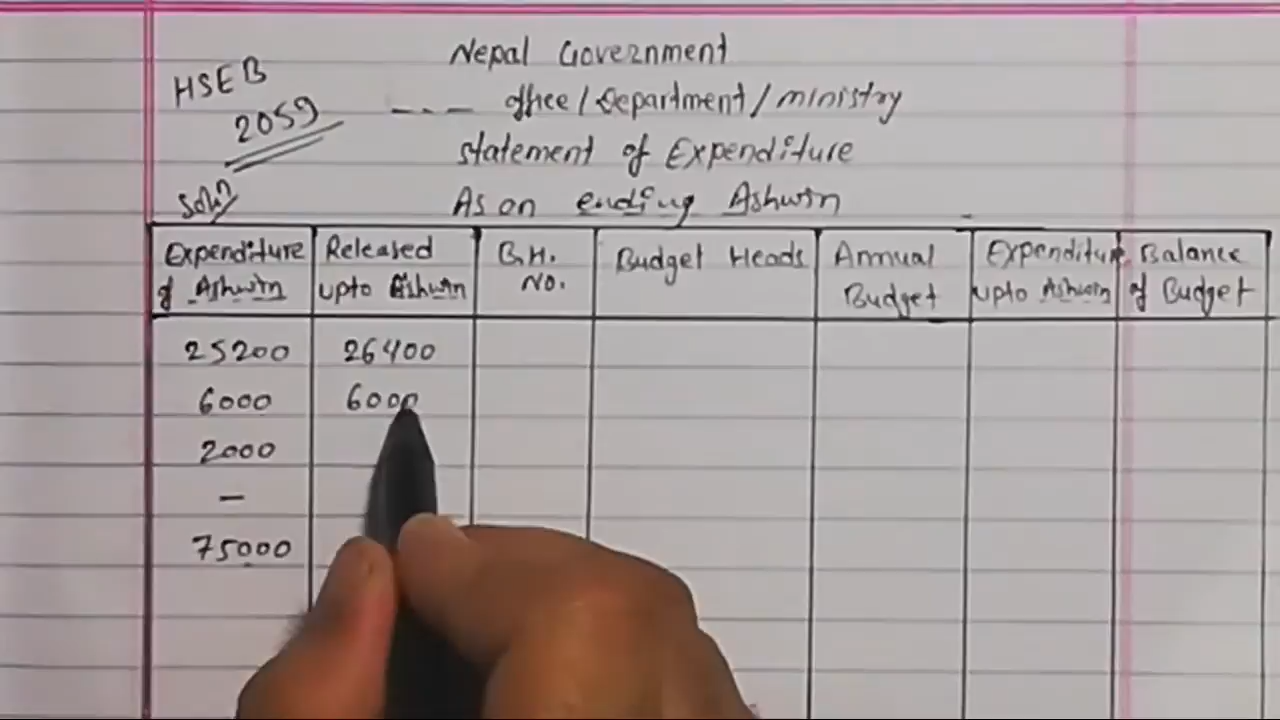 Nepal Government
HSEB
2059
--- office/Department/ministry
statement of Expenditure
Soln
As on ending Ashwin
Expenditure of Ashwin
Released upto Ashwin
B.H. No.
Budget Heads
Annual Budget
Expenditure upto Ashwin
Balance of Budget
25200 26400
6000 6000
2000
—
75000